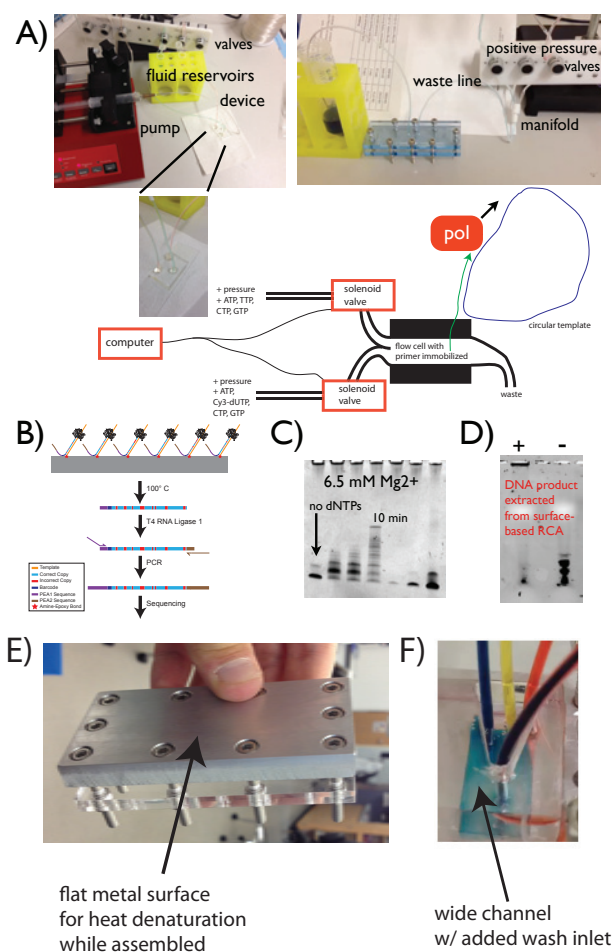 A)
valves
fluid reservoirs
device
pump
positive pressure
valves
waste line
manifold
pol
circular template
+ pressure
+ ATP, TTP,
CTP, GTP
solenoid
valve
computer
flow cell with
primer immobilized
+ pressure
+ ATP,
Cy3-dUTP,
CTP, GTP
solenoid
valve
waste
B)
100° C
T4 RNA Ligase 1
PCR
Sequencing
Template
Correct Copy
Incorrect Copy
Barcode
PEA1 Sequence
PEA2 Sequence
Amine-Epoxy Bond
C)
6.5 mM Mg2+
no dNTPs
10 min
D)
+ -
DNA product
extracted
from surface-
based RCA
E)
flat metal surface
for heat denaturation
while assembled
F)
wide channel
w/ added wash inlet